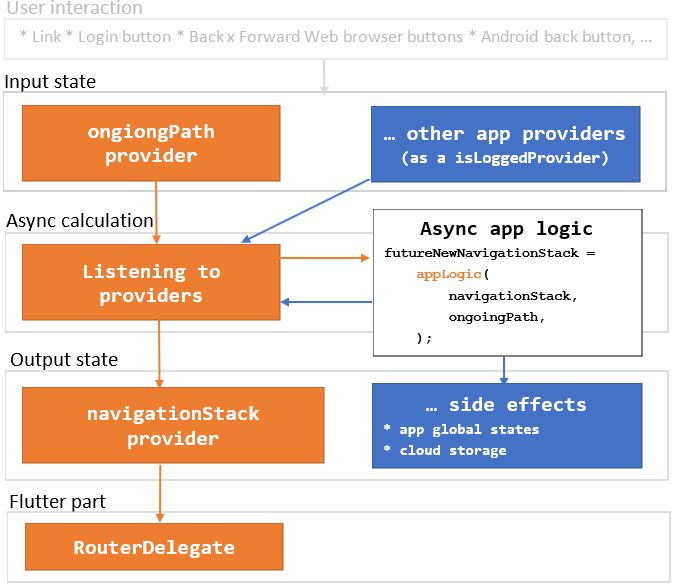 User interaction
* Link * Login button * Back x Forward Web browser buttons * Android back button, …
Input state
ongiongPath
provider
… other app providers
(as a isLoggedProvider)
Async calculation
Listening to
providers
Async app logic
futureNewNavigationStack =
appLogic(
navigationStack,
ongoingPath,
);
Output state
navigationStack
provider
… side effects
* app global states
* cloud storage
Flutter part
RouterDelegate